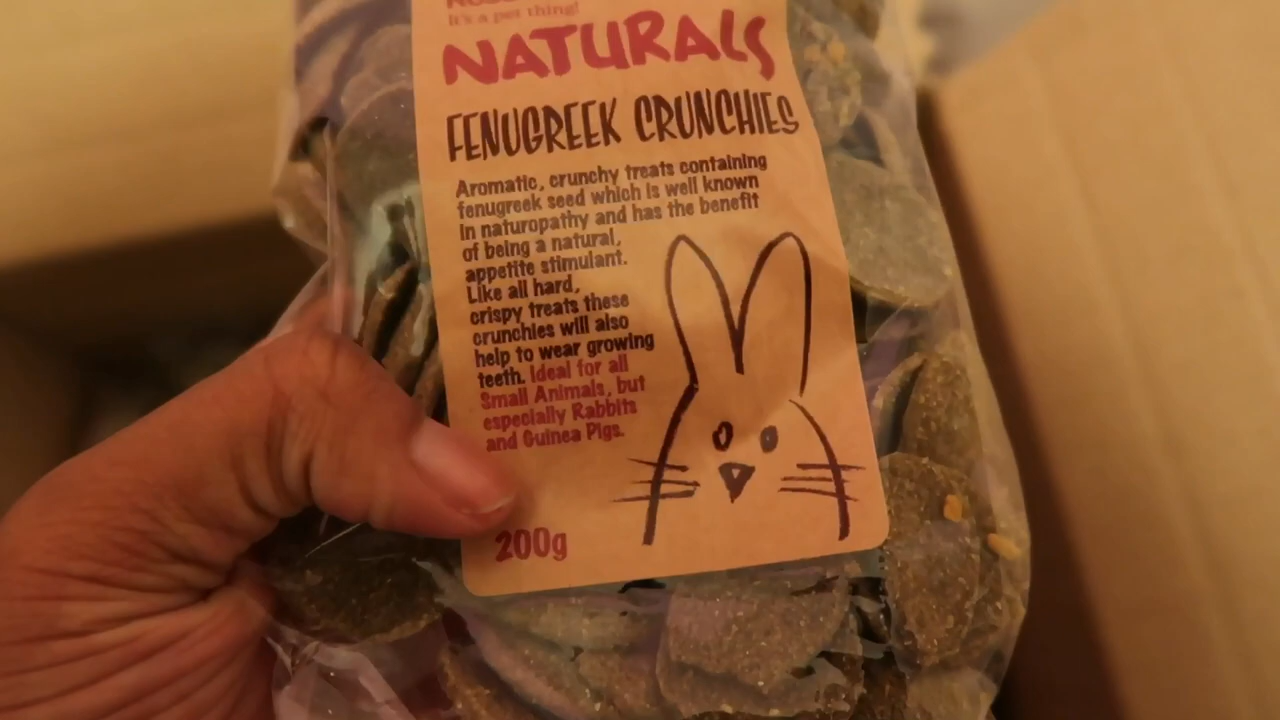 It's a pet thing!
NATURALS
FENUGREEK CRUNCHIES
Aromatic, crunchy treats containing
fenugreek seed which is well known
in naturopathy and has the benefit
of being a natural,
appetite stimulant.
Like all hard,
crispy treats these
crunchies will also
help to wear growing
teeth. Ideal for all
Small Animals, but
especially Rabbits
and Guinea Pigs.
200g